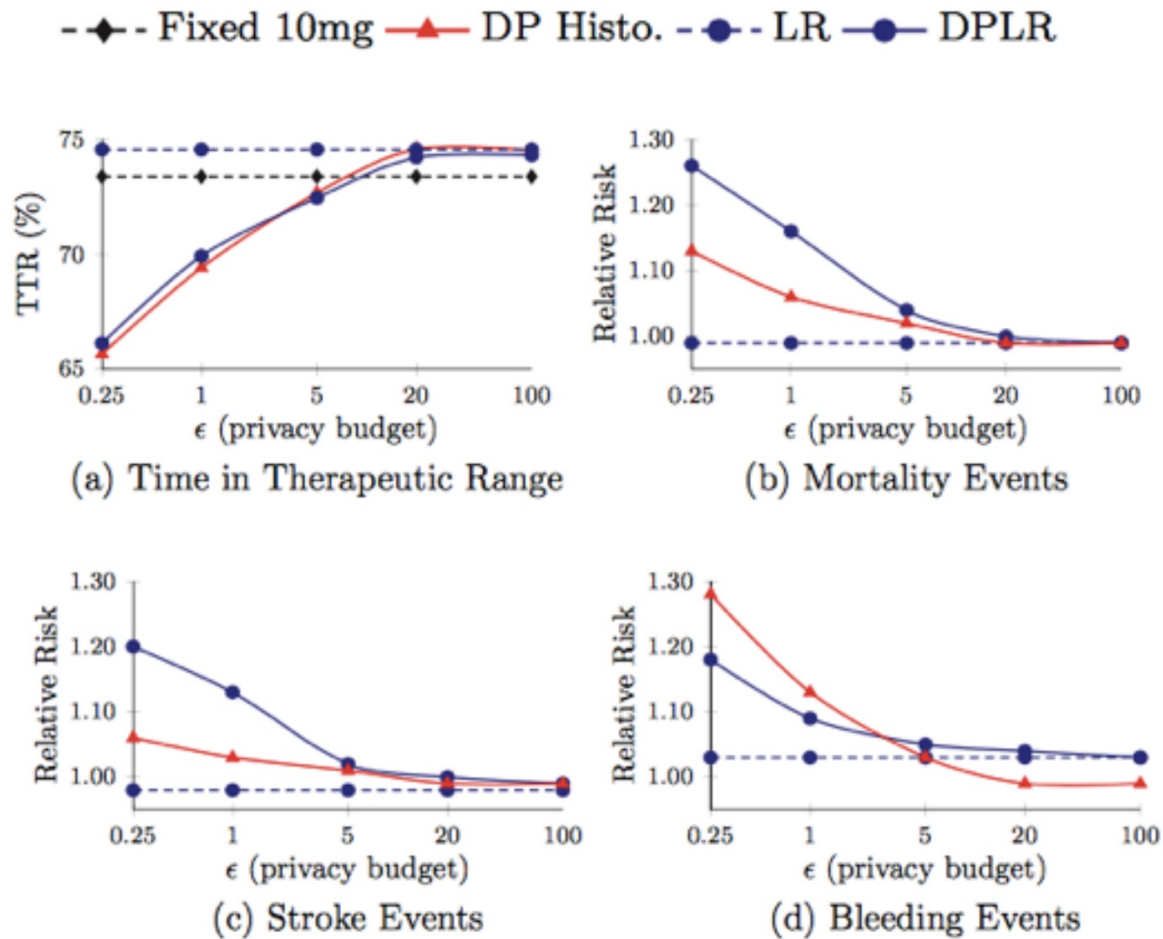 Fixed 10mg DP Histo. LR DPLR
TTR (%)
75
70
65
0.25 1 5 20 100
ϵ (privacy budget)
(a) Time in Therapeutic Range
Relative Risk
1.30
1.20
1.10
1.00
0.25 1 5 20 100
ϵ (privacy budget)
(b) Mortality Events
Relative Risk
1.30
1.20
1.10
1.00
0.25 1 5 20 100
ϵ (privacy budget)
(c) Stroke Events
Relative Risk
1.30
1.20
1.10
1.00
0.25 1 5 20 100
ϵ (privacy budget)
(d) Bleeding Events